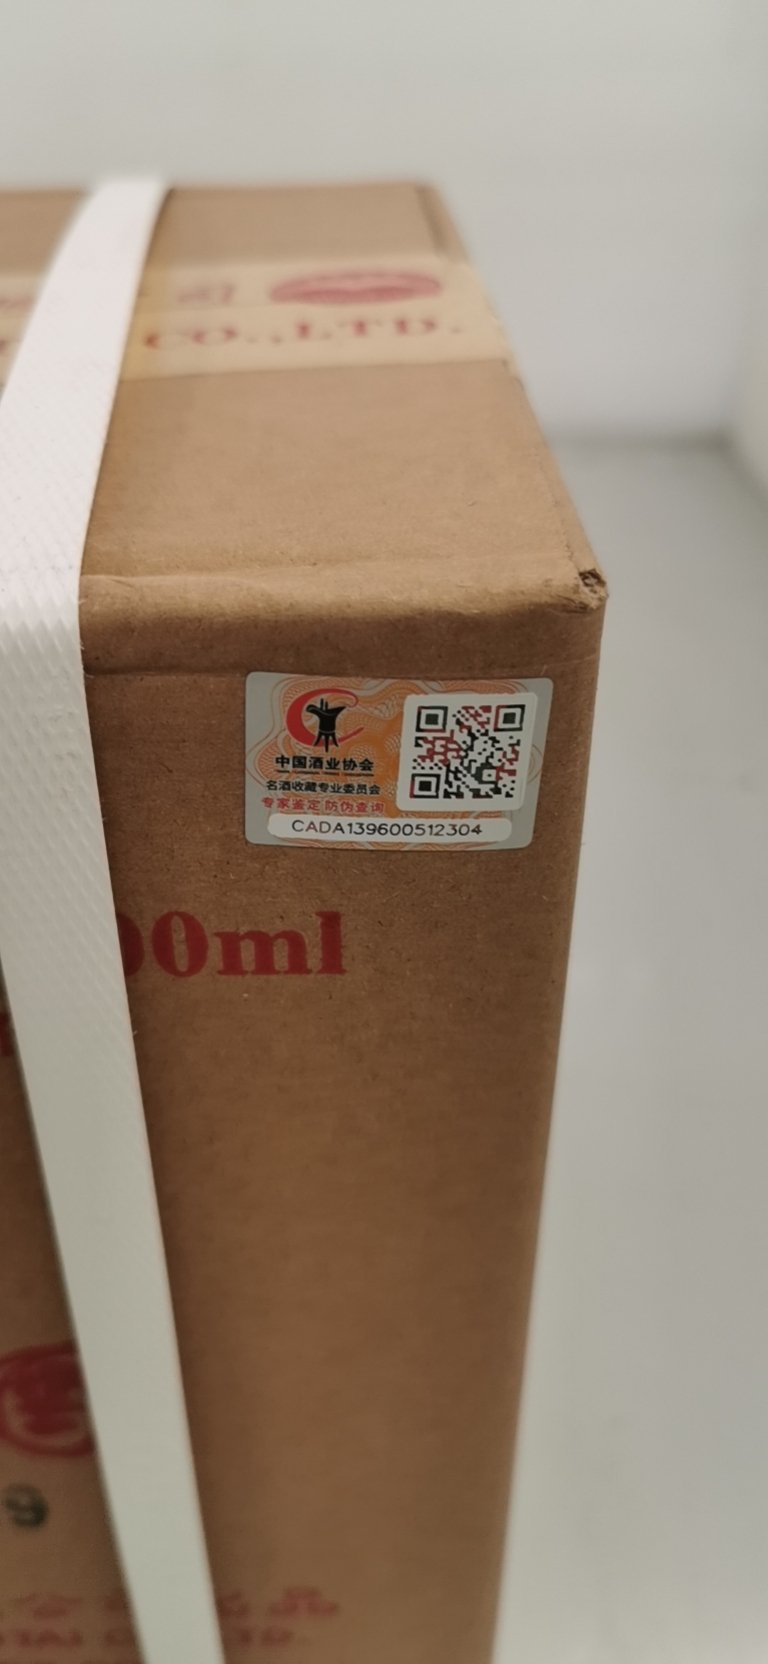 CO.,LTD.
中国酒业协会
名酒收藏专业委员会
专家鉴定 防伪查询
CADA139600512304
00ml
9